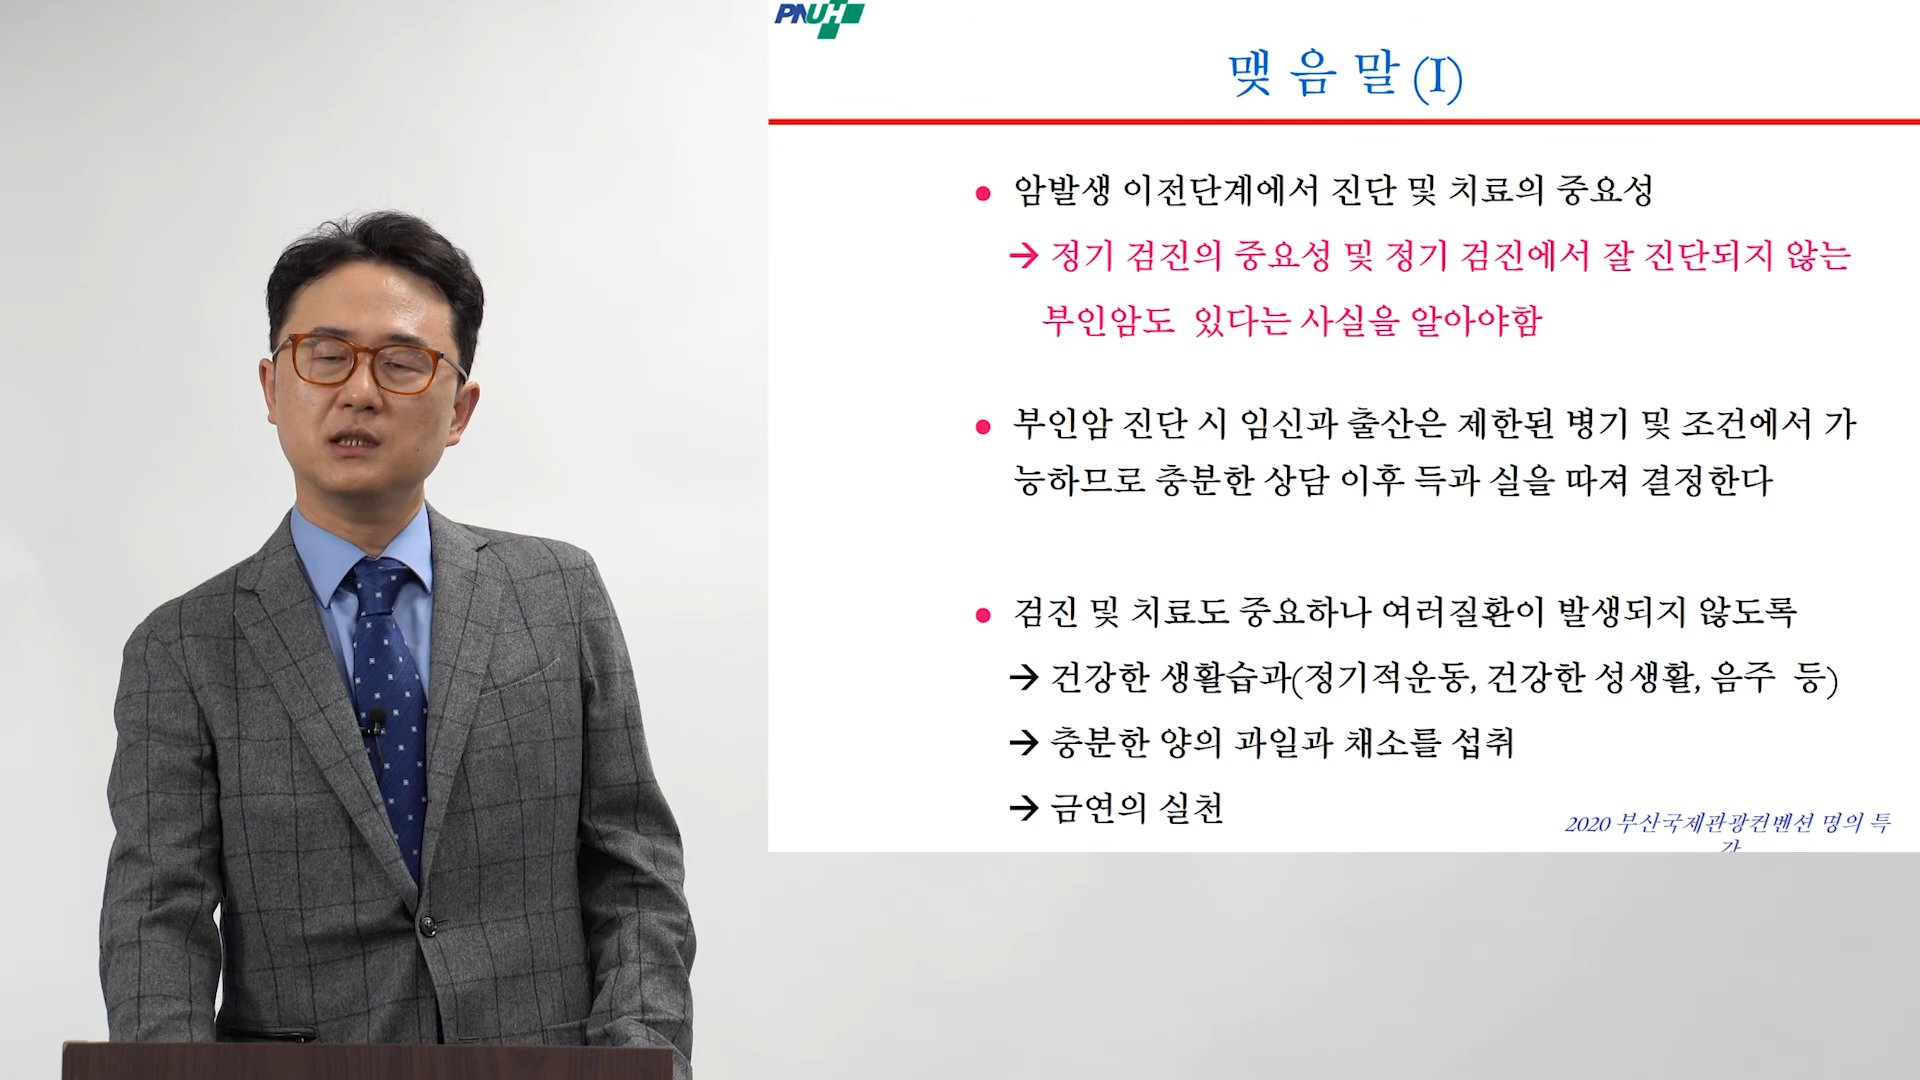 PNUH
맺 음 말 (I)
암발생 이전단계에서 진단 및 치료의 중요성
→ 정기 검진의 중요성 및 정기 검진에서 잘 진단되지 않는
부인암도 있다는 사실을 알아야함
부인암 진단 시 임신과 출산은 제한된 병기 및 조건에서 가
능하므로 충분한 상담 이후 득과 실을 따져 결정한다
검진 및 치료도 중요하나 여러질환이 발생되지 않도록
→ 건강한 생활습과(정기적운동, 건강한 성생활, 음주 등)
→ 충분한 양의 과일과 채소를 섭취
→ 금연의 실천
2020 부산국제관광컨벤션 명의 특